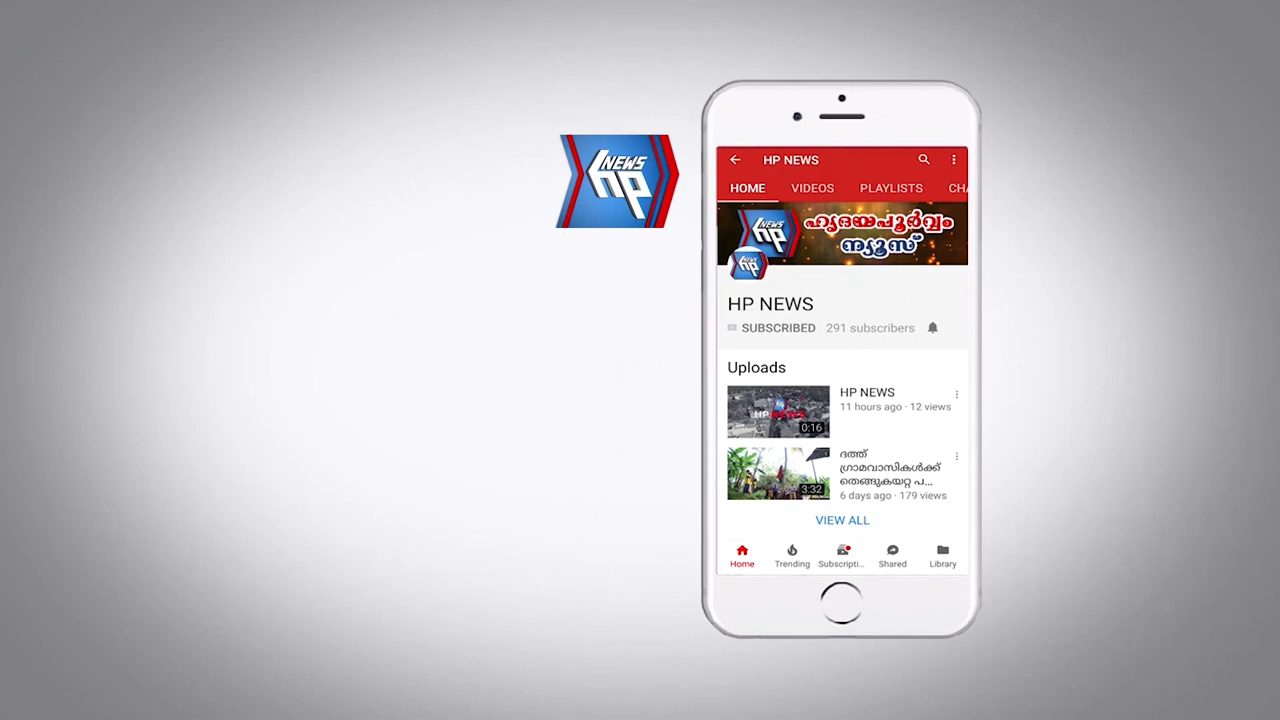 NEWS
hp
HP NEWS
HOME VIDEOS PLAYLISTS CHA
NEWS
hp
ഹൃദയപൂർവ്വം
ന്യൂസ്
NEWS
hp
HP NEWS
SUBSCRIBED 291 subscribers
Uploads
HP NEWS
0:16
HP NEWS
11 hours ago · 12 views
3:32
ദത്ത്
ഗ്രാമവാസികൾക്ക്
തെങ്ങുകയറ്റ പ...
6 days ago · 179 views
VIEW ALL
Home Trending Subscripti... Shared Library